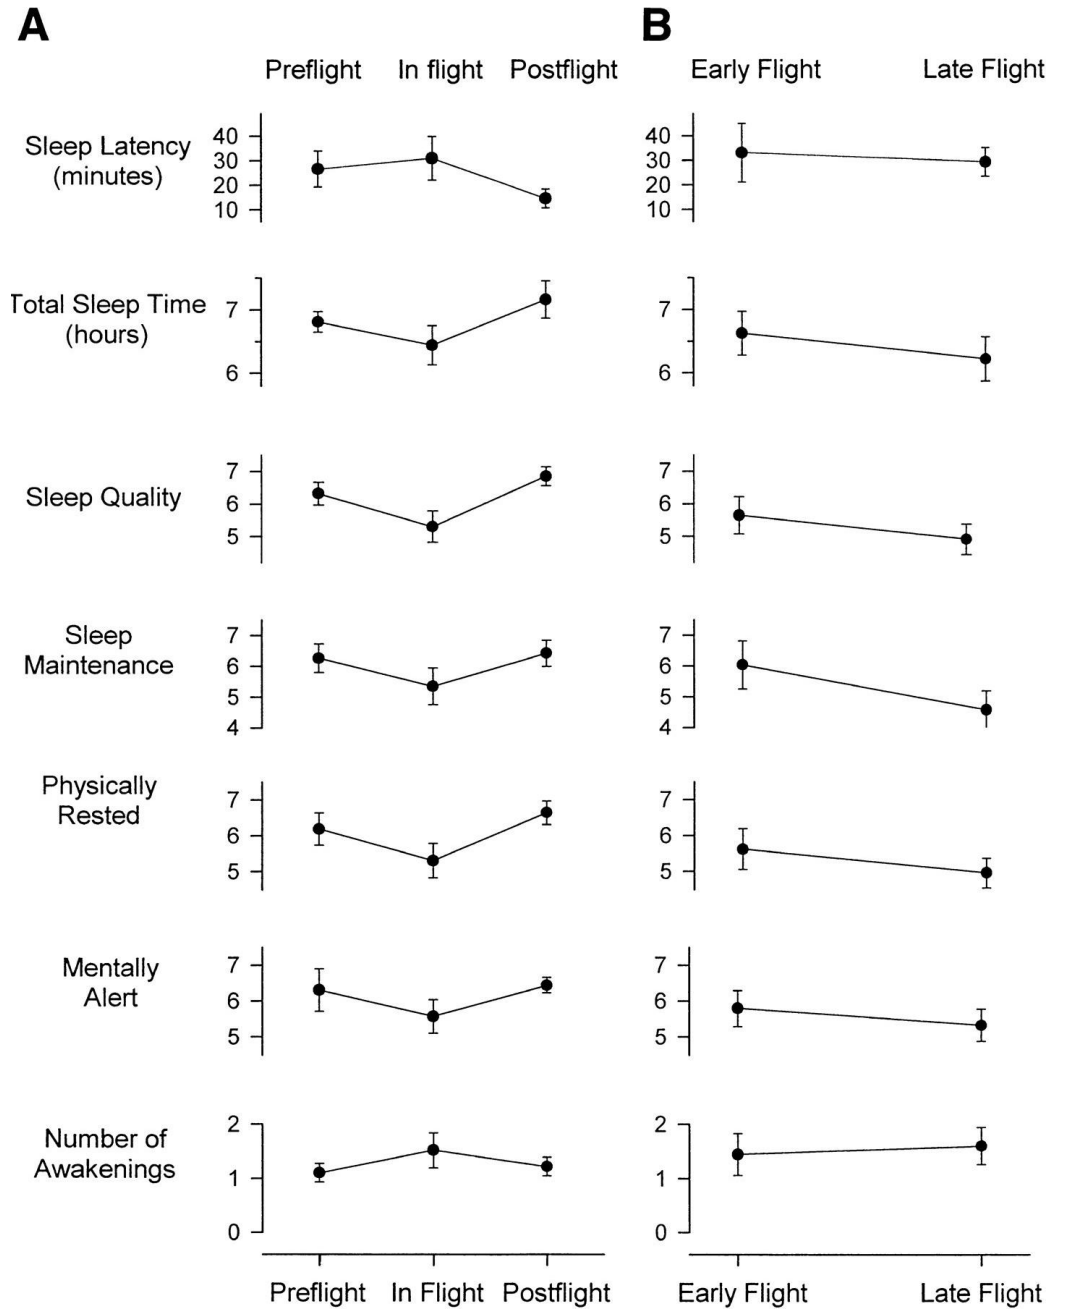 A
B
Preflight In flight Postflight
Early Flight Late Flight
Sleep Latency
(minutes)
40
30
20
10
40
30
20
10
Total Sleep Time
(hours)
7
6
7
6
Sleep Quality
7
6
5
7
6
5
Sleep
Maintenance
7
6
5
4
7
6
5
4
Physically
Rested
7
6
5
7
6
5
Mentally
Alert
7
6
5
7
6
5
Number of
Awakenings
2
1
0
2
1
0
Preflight In Flight Postflight
Early Flight Late Flight